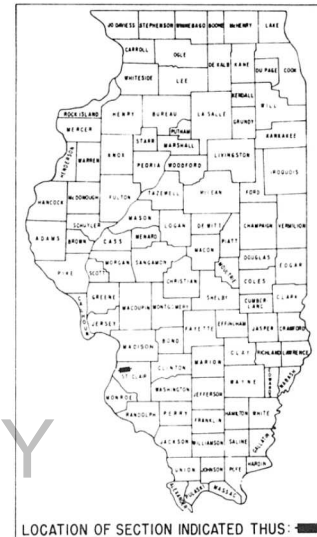 JO DAVIESS STEPHENSON WINNEBAGO BOONE McHENRY LAKE
CARROLL OGLE
DE KALB KANE
WHITESIDE LEE DU PAGE COOK
KENDALL
ROCK ISLAND HENRY BUREAU LA SALLE GRUNDY WILL
MERCER PUTNAM
KANKAKEE
HENDERSON WARREN KNOX STARK MARSHALL
PEORIA WOODFORD LIVINGSTON
IROQUOIS
HANCOCK McDONOUGH FULTON TAZEWELL McLEAN FORD
MASON
SCHUYLER LOGAN DE WITT CHAMPAIGN VERMILION
ADAMS BROWN CASS MENARD PIATT
MACON
MORGAN SANGAMON DOUGLAS EDGAR
PIKE SCOTT MOULTRIE
CHRISTIAN COLES
GREENE SHELBY CUMBER LAND CLARK
CALHOUN MACOUPIN MONTGOMERY
JERSEY FAYETTE EFFINGHAM JASPER CRAWFORD
MADISON BOND
CLAY RICHLAND LAWRENCE
MARION
ST. CLAIR CLINTON
WAYNE WABASH
MONROE WASHINGTON JEFFERSON
RANDOLPH PERRY HAMILTON WHITE
FRANKLIN
JACKSON WILLIAMSON SALINE GALLATIN
UNION JOHNSON POPE HARDIN
ALEXANDER PULASKI MASSAC
Y
LOCATION OF SECTION INDICATED THUS: